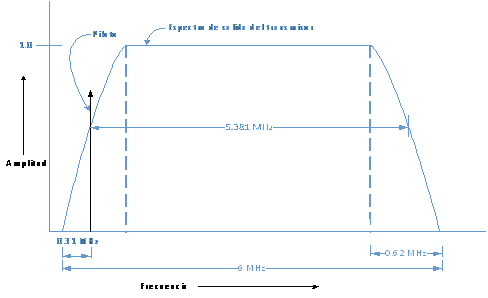 Piloto
Espectro de salida del transmisor
1.0
5.381 MHz
Amplitud
0.31 MHz
0.62 MHz
6 MHz
Frecuencia